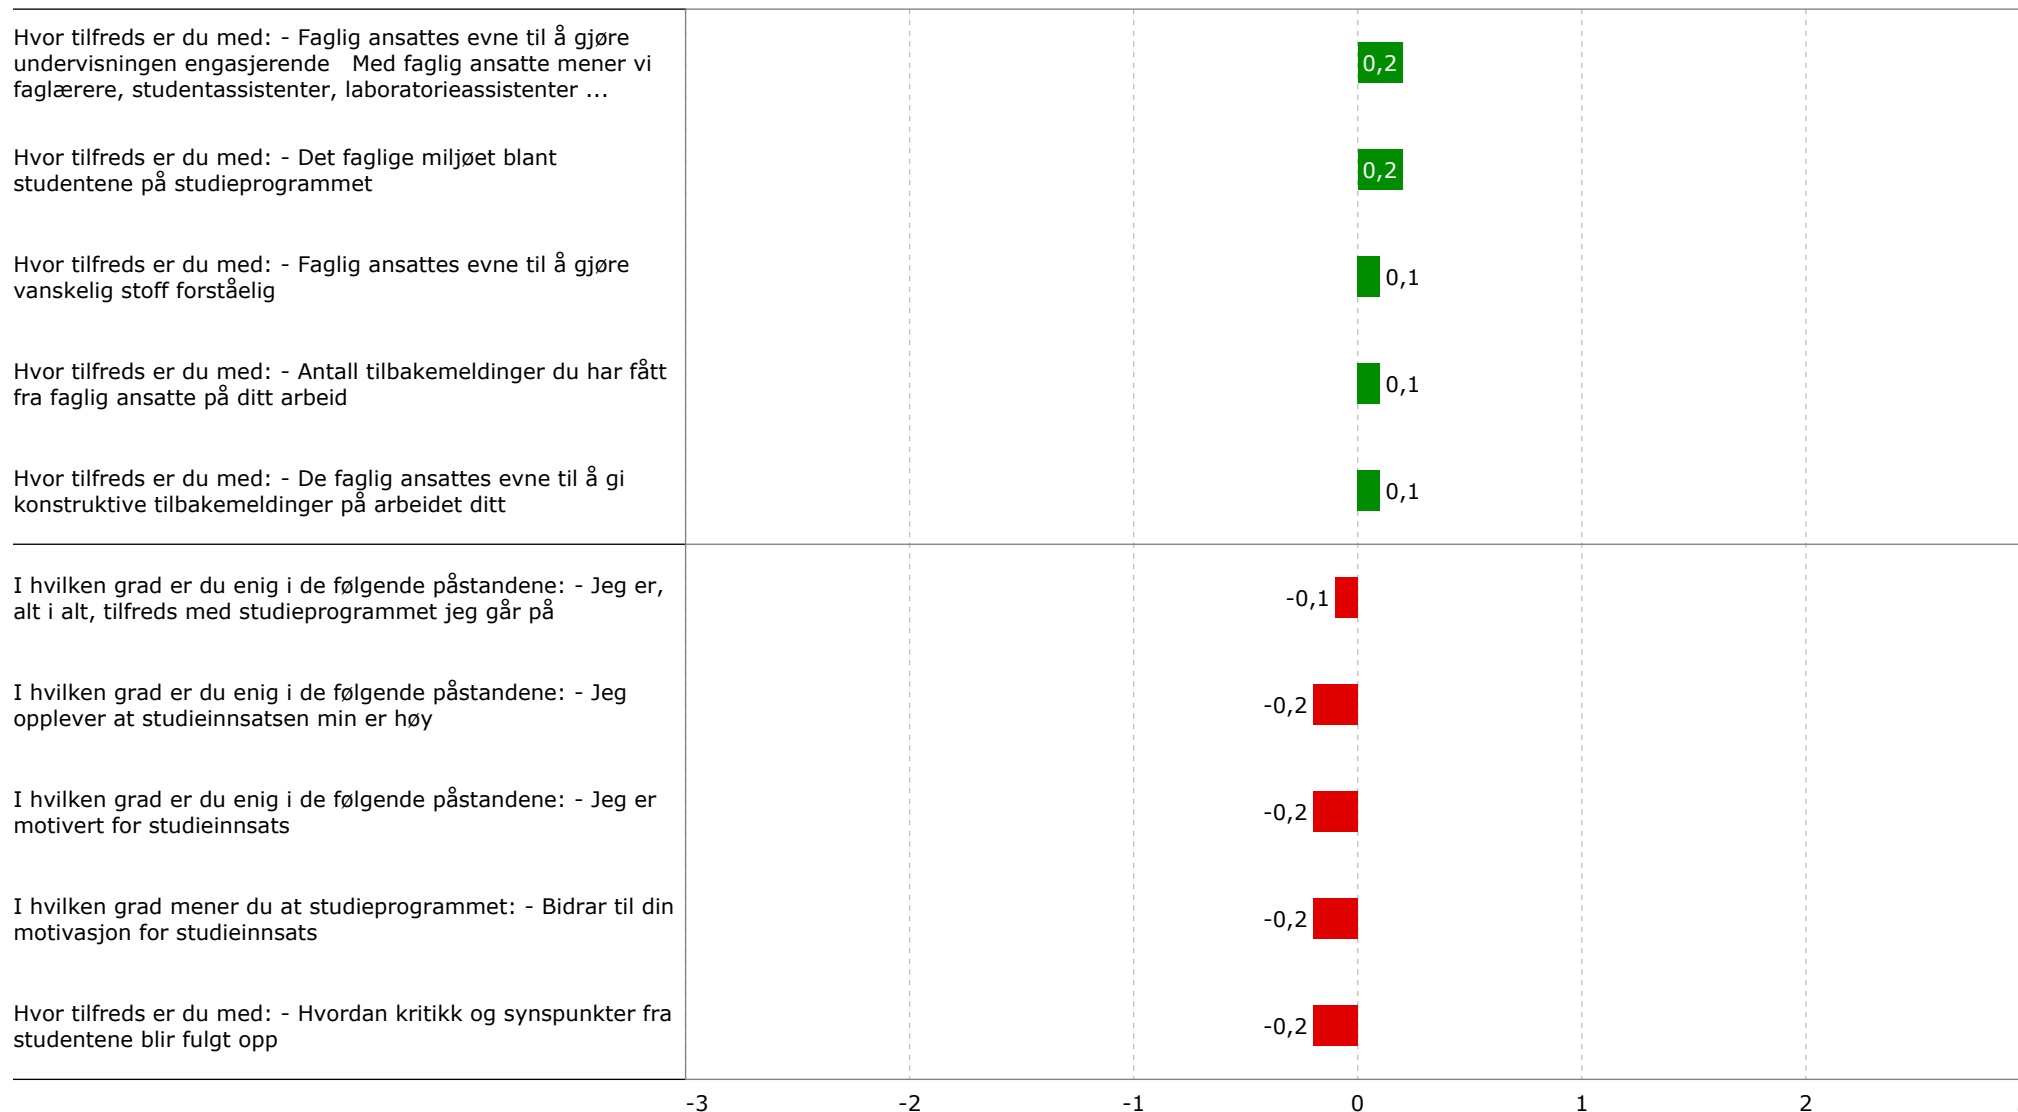 Hvor tilfreds er du med: - Faglig ansattes evne til å gjøre
undervisningen engasjerende   Med faglig ansatte mener vi
faglærere, studentassistenter, laboratorieassistenter ...
0,2
Hvor tilfreds er du med: - Det faglige miljøet blant
studentene på studieprogrammet
0,2
Hvor tilfreds er du med: - Faglig ansattes evne til å gjøre
vanskelig stoff forståelig
0,1
Hvor tilfreds er du med: - Antall tilbakemeldinger du har fått
fra faglig ansatte på ditt arbeid
0,1
Hvor tilfreds er du med: - De faglig ansattes evne til å gi
konstruktive tilbakemeldinger på arbeidet ditt
0,1
I hvilken grad er du enig i de følgende påstandene: - Jeg er,
alt i alt, tilfreds med studieprogrammet jeg går på
-0,1
I hvilken grad er du enig i de følgende påstandene: - Jeg
opplever at studieinnsatsen min er høy
-0,2
I hvilken grad er du enig i de følgende påstandene: - Jeg er
motivert for studieinnsats
-0,2
I hvilken grad mener du at studieprogrammet: - Bidrar til din
motivasjon for studieinnsats
-0,2
Hvor tilfreds er du med: - Hvordan kritikk og synspunkter fra
studentene blir fulgt opp
-0,2
-3 -2 -1 0 1 2